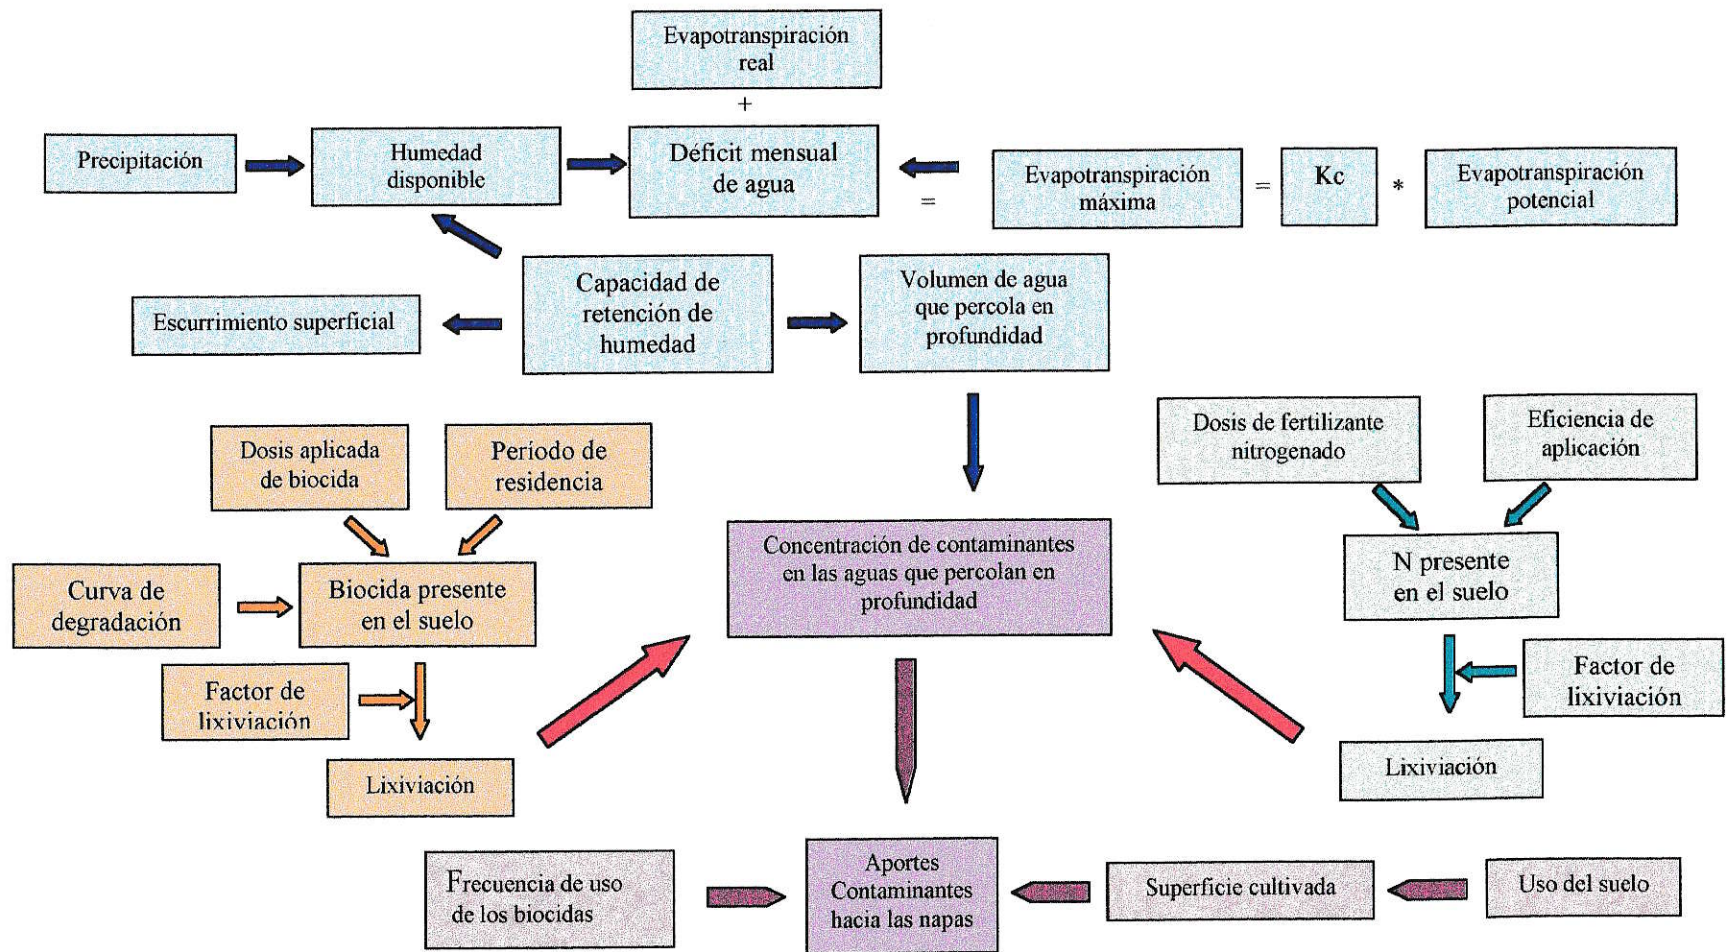 Evapotranspiración
real
+
Precipitación
Humedad
disponible
Déficit mensual
de agua
=
Evapotranspiración
máxima
=
Kc
*
Evapotranspiración
potencial
Escurrimiento superficial
Capacidad de
retención de
humedad
Volumen de agua
que percola en
profundidad
Dosis aplicada
de biocida
Período de
residencia
Dosis de fertilizante
nitrogenado
Eficiencia de
aplicación
Curva de
degradación
Biocida presente
en el suelo
Concentración de contaminantes
en las aguas que percolan en
profundidad
N presente
en el suelo
Factor de
lixiviación
Factor de
lixiviación
Lixiviación
Lixiviación
Frecuencia de uso
de los biocidas
Aportes
Contaminantes
hacia las napas
Superficie cultivada
Uso del suelo